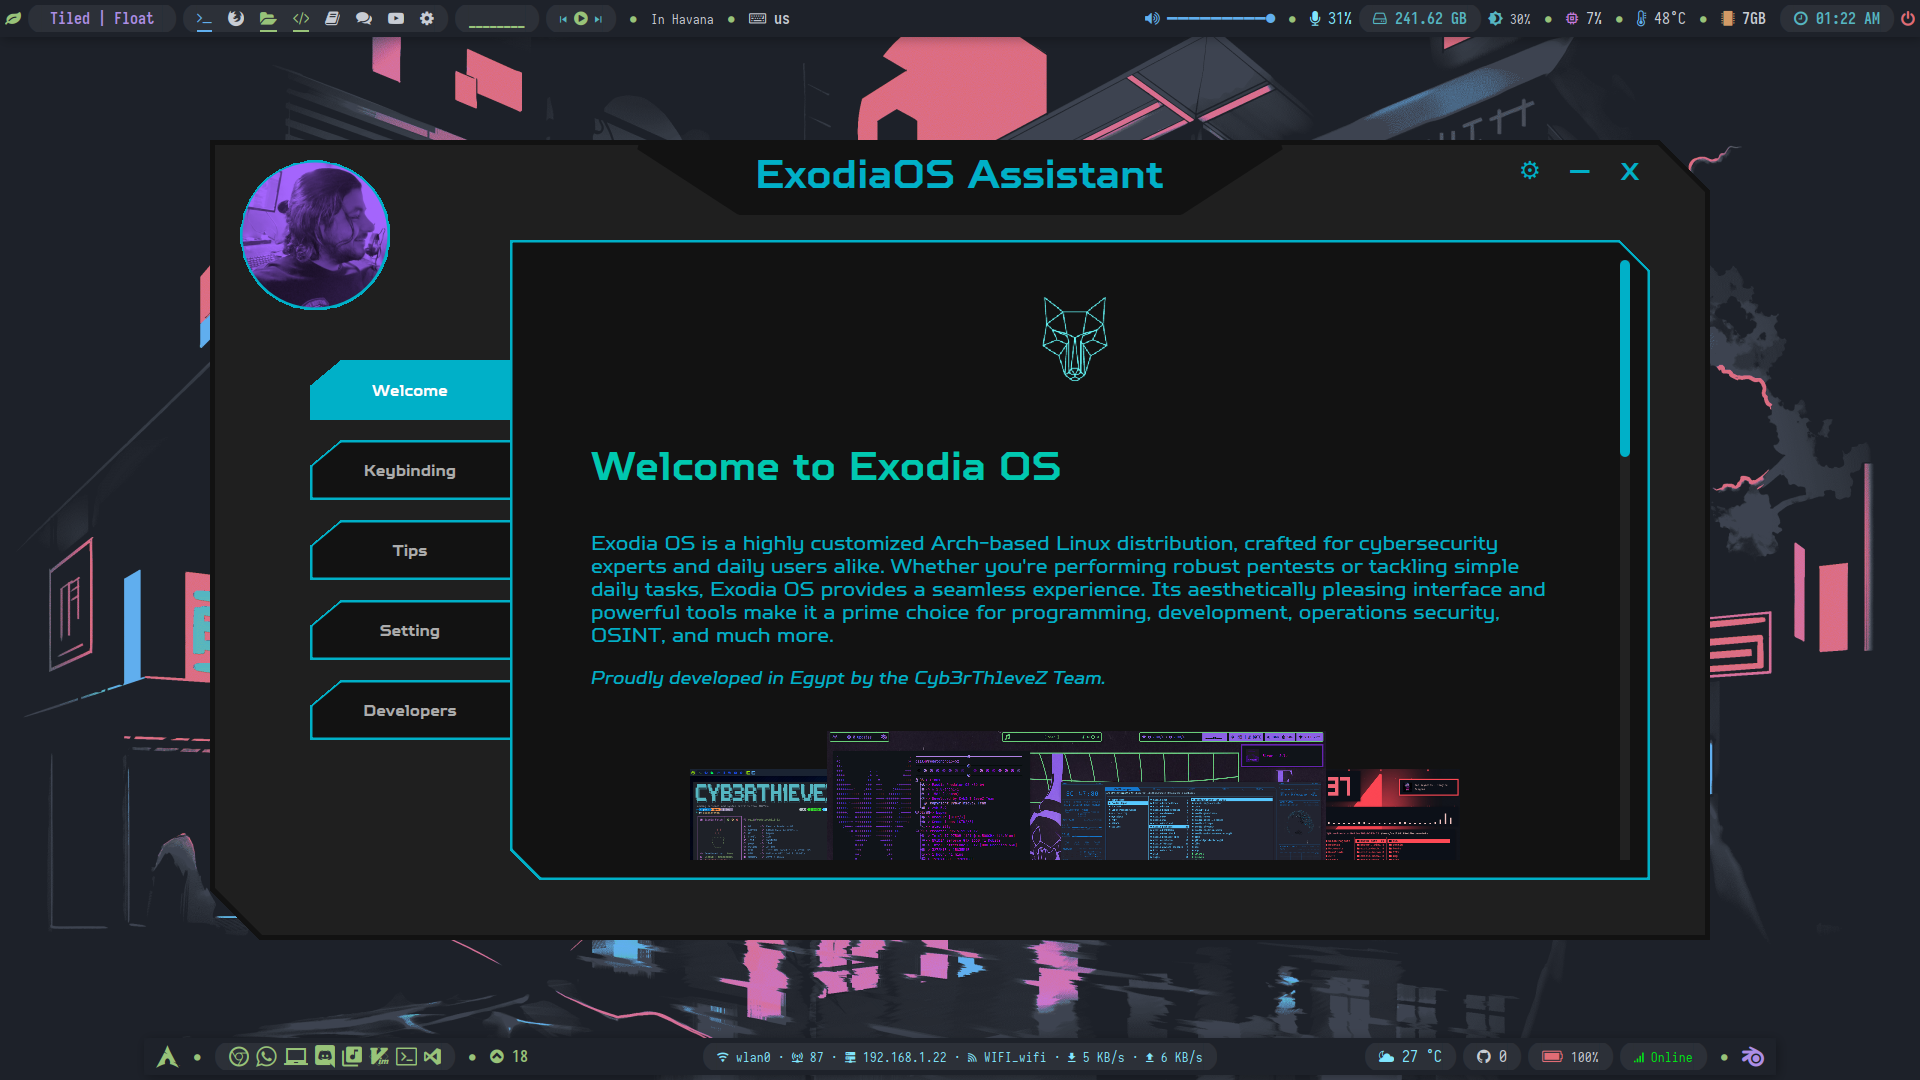 Tiled | Float
In Havana
us
31%
241.62 GB
30%
7%
48°C
7GB
01:22 AM
ExodiaOS Assistant
X
Welcome
Keybinding
Tips
Setting
Developers
Welcome to Exodia OS
Exodia OS is a highly customized Arch-based Linux distribution, crafted for cybersecurity
experts and daily users alike. Whether you're performing robust pentests or tackling simple
daily tasks, Exodia OS provides a seamless experience. Its aesthetically pleasing interface and
powerful tools make it a prime choice for programming, development, operations security,
OSINT, and much more.
Proudly developed in Egypt by the Cyb3rTh1eveZ Team.
CYB3RTH1EVE
37
18
wlan0 · 87 · 192.168.1.22 · WIFI_wifi · 5 KB/s · 6 KB/s
27 °C
0
100%
Online